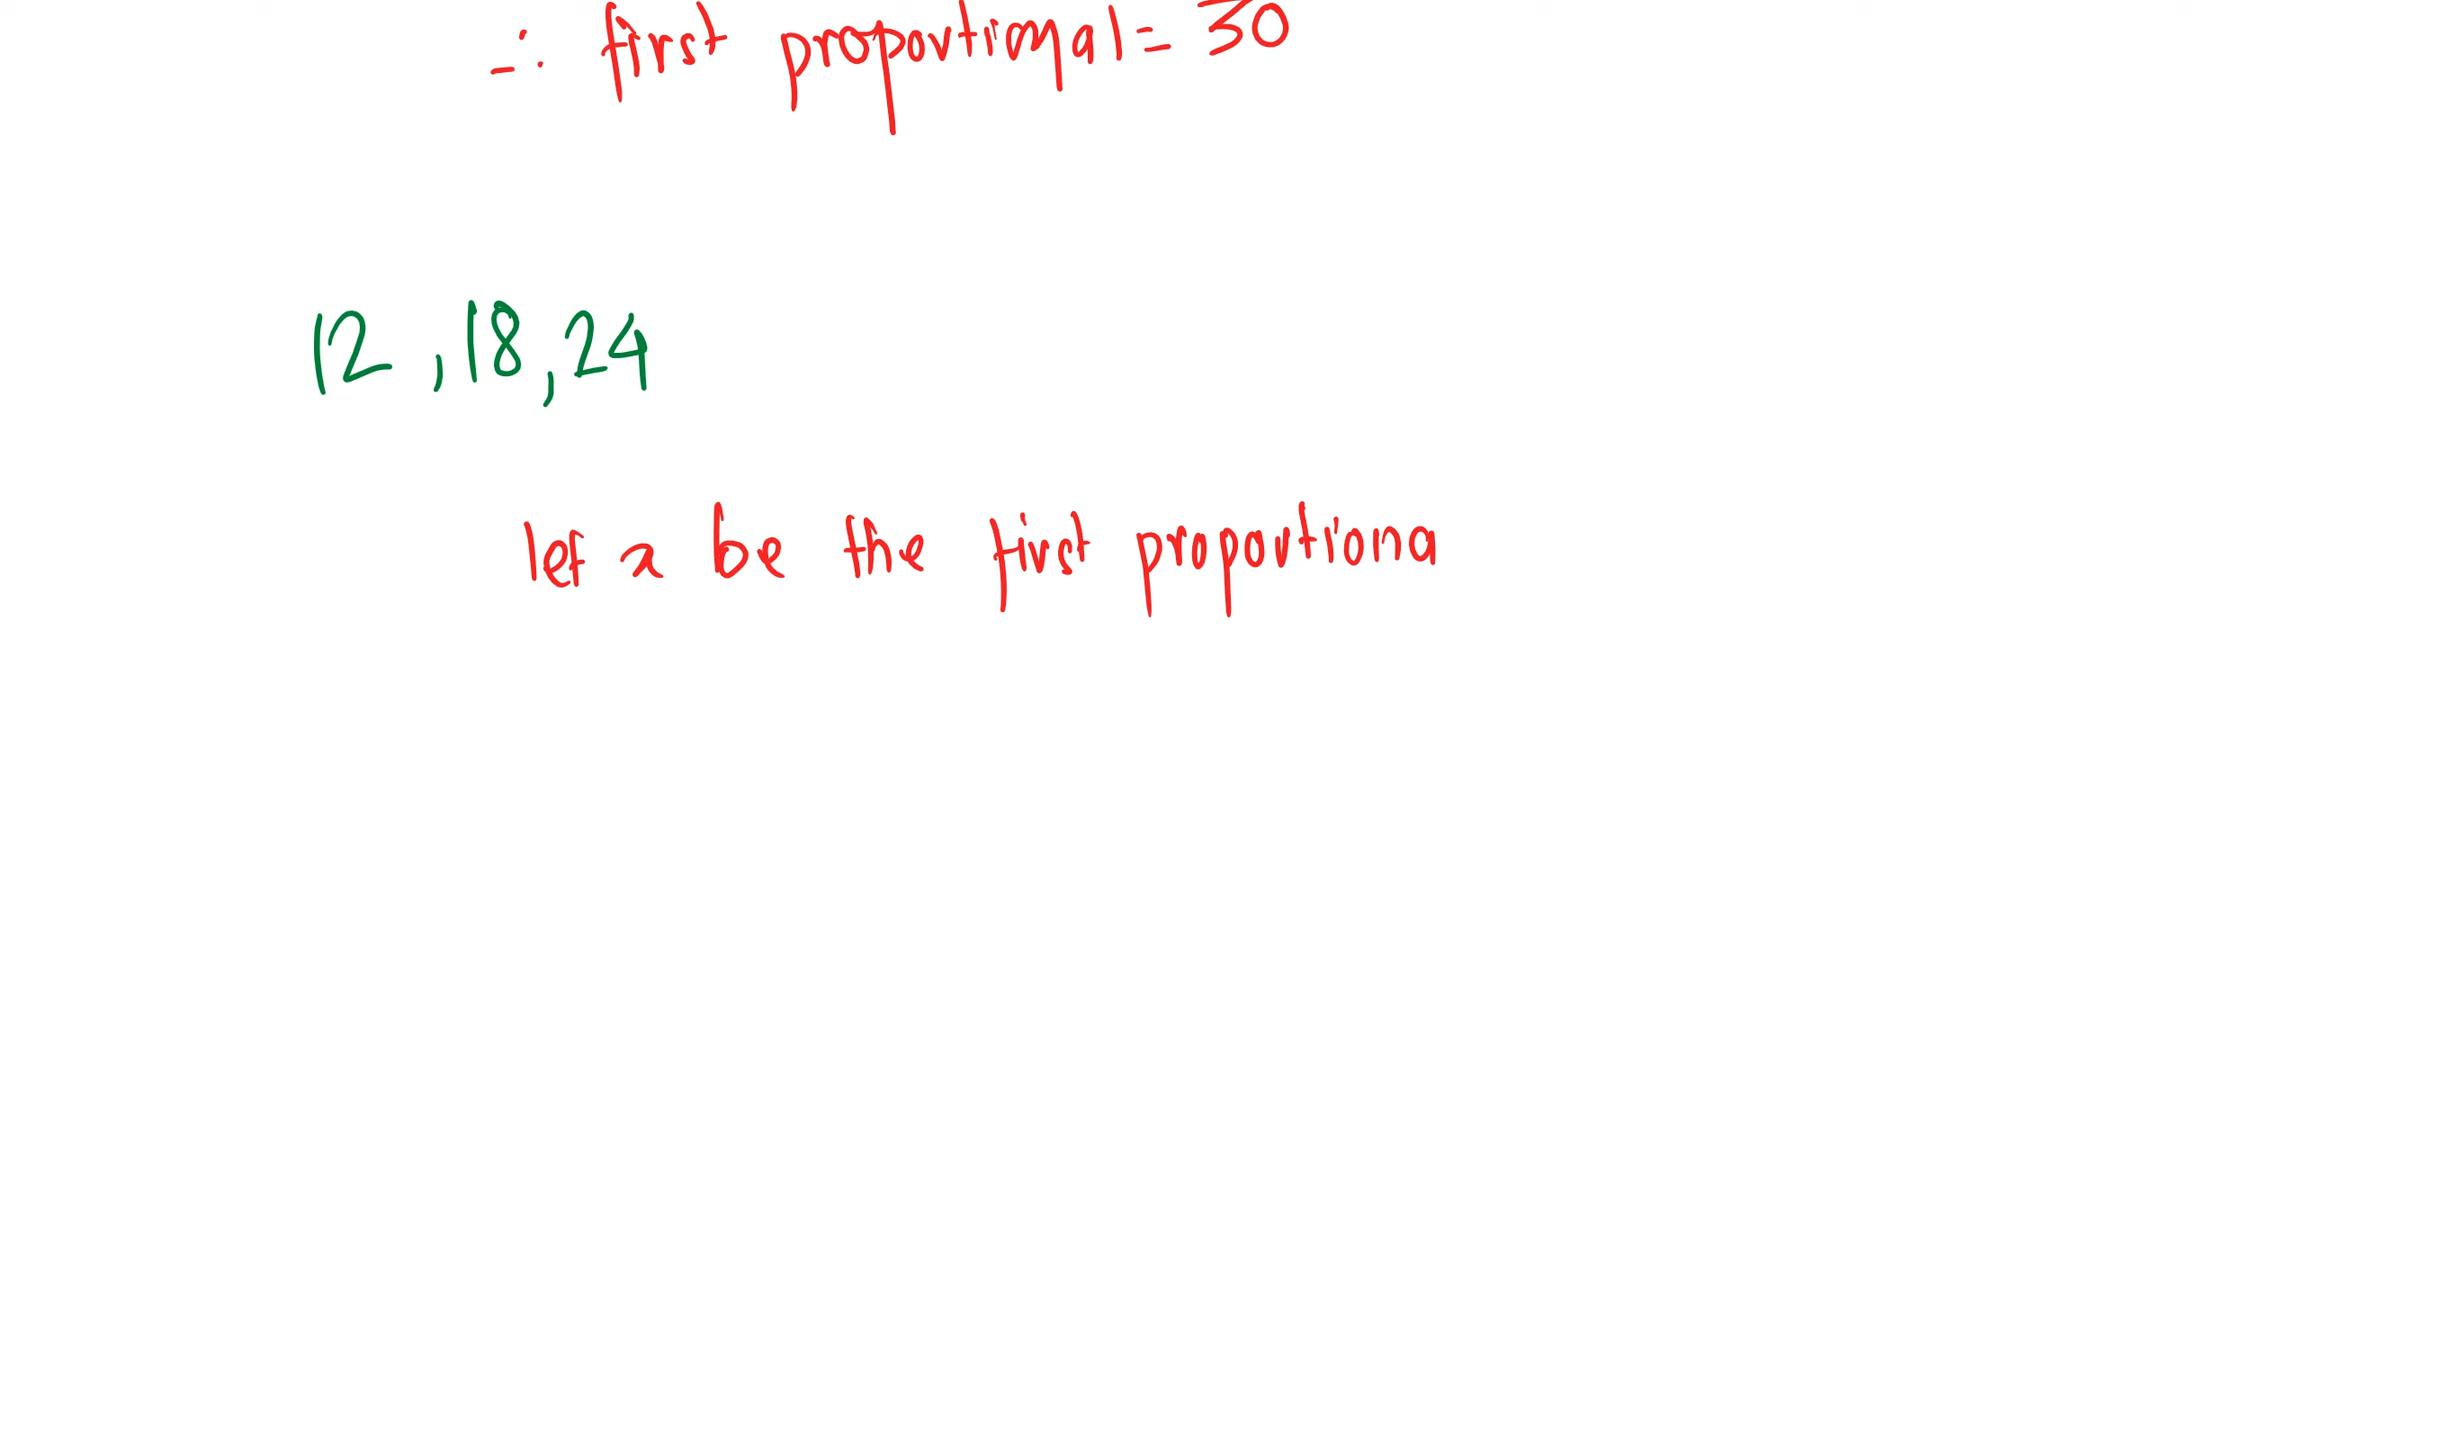 ∴ first proportional = 30
12, 18, 24
let a be the first proportiona